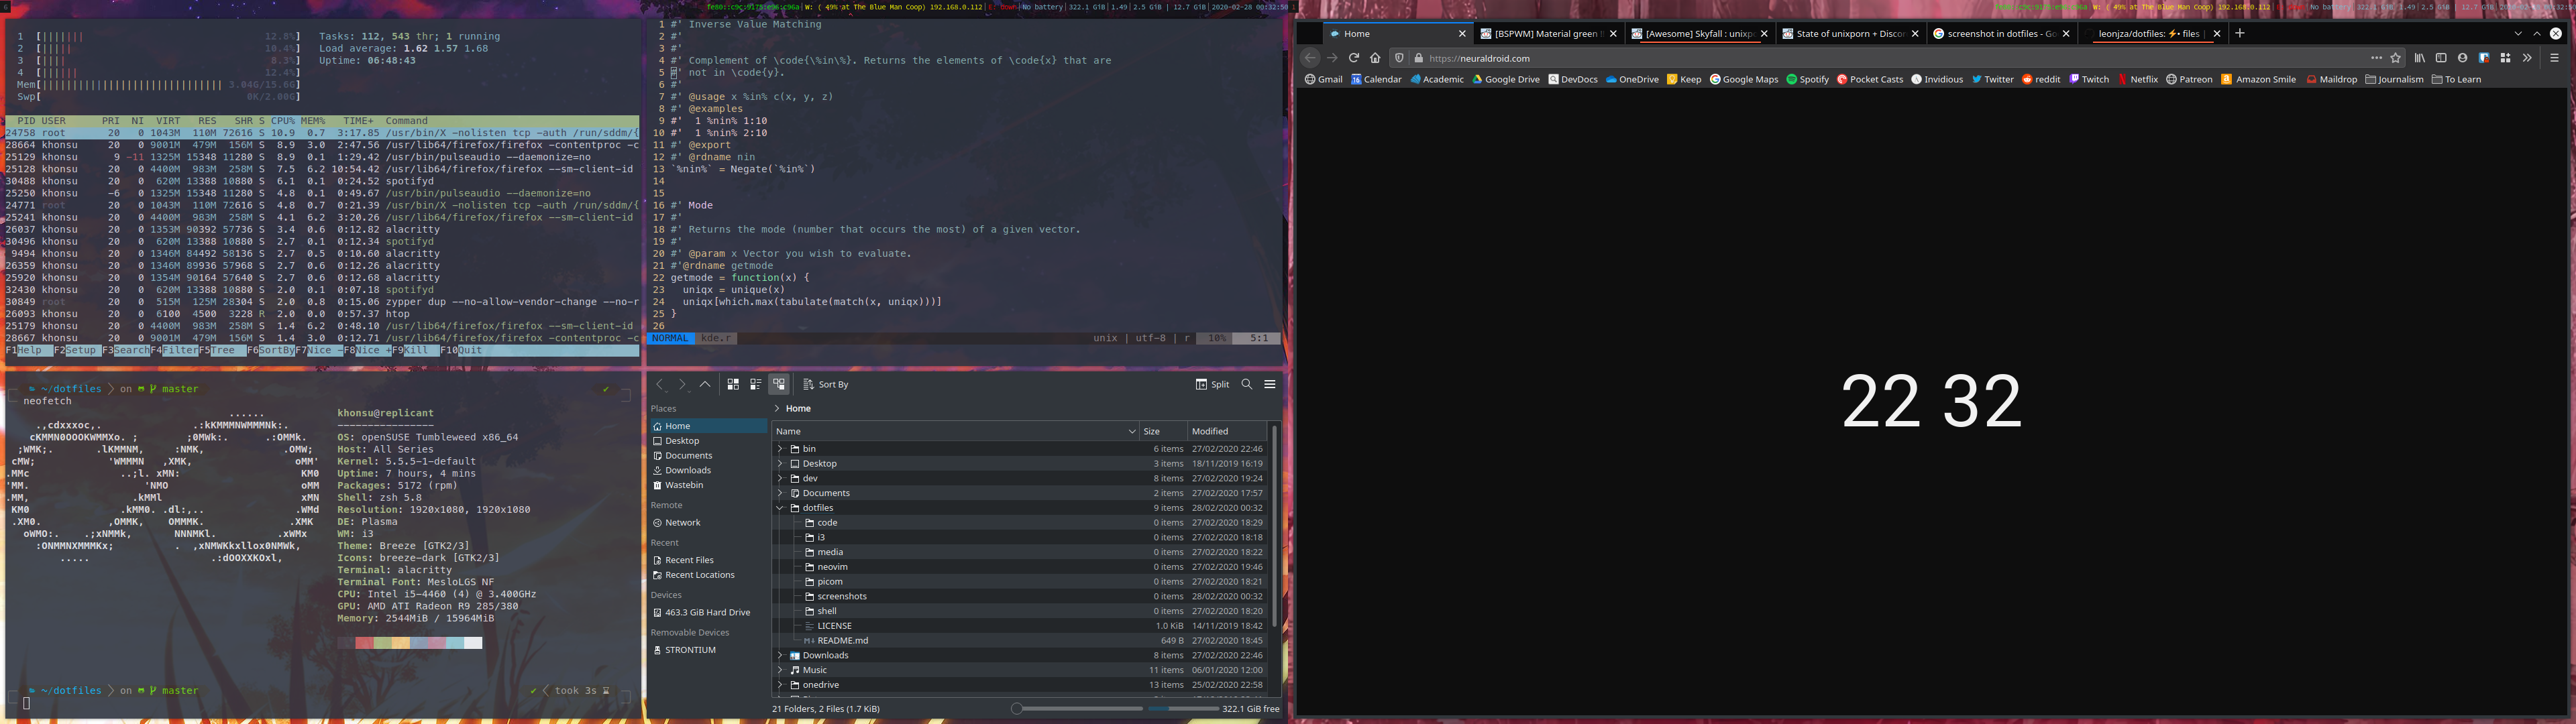 6
fe80::c9c:9175:e96:c96a| W: ( 49% at The Blue Man Coop) 192.168.0.112| E: down| No battery| 322.1 GiB| 1.49| 2.5 GiB | 12.7 GiB| 2020-02-28 00:32:50
1 [||||||| 12.8%] Tasks: 112, 543 thr; 1 running
2 [||||| 10.4%] Load average: 1.62 1.57 1.68
3 [|||| 8.3%] Uptime: 06:48:43
4 [|||||| 12.4%]
Mem[|||||||||||||||||||||||||||||| 3.04G/15.6G]
Swp[ 0K/2.00G]
PID USER PRI NI VIRT RES SHR S CPU% MEM% TIME+ Command
24758 root 20 0 1043M 110M 72616 S 10.9 0.7 3:17.85 /usr/bin/X -nolisten tcp -auth /run/sddm/{
28664 khonsu 20 0 9001M 479M 156M S 8.9 3.0 2:47.56 /usr/lib64/firefox/firefox -contentproc -c
25129 khonsu 9 -11 1325M 15348 11280 S 8.9 0.1 1:29.42 /usr/bin/pulseaudio --daemonize=no
25128 khonsu 20 0 4400M 983M 258M S 7.5 6.2 10:54.42 /usr/lib64/firefox/firefox --sm-client-id
30488 khonsu 20 0 620M 13388 10880 S 6.1 0.1 0:24.52 spotifyd
25250 khonsu -6 0 1325M 15348 11280 S 4.8 0.1 0:49.67 /usr/bin/pulseaudio --daemonize=no
24771 root 20 0 1043M 110M 72616 S 4.8 0.7 0:21.39 /usr/bin/X -nolisten tcp -auth /run/sddm/{
25241 khonsu 20 0 4400M 983M 258M S 4.1 6.2 3:20.26 /usr/lib64/firefox/firefox --sm-client-id
26037 khonsu 20 0 1353M 90392 57736 S 3.4 0.6 0:12.82 alacritty
30496 khonsu 20 0 620M 13388 10880 S 2.7 0.1 0:12.34 spotifyd
9494 khonsu 20 0 1346M 84492 58136 S 2.7 0.5 0:10.60 alacritty
26359 khonsu 20 0 1346M 89936 57968 S 2.7 0.6 0:12.26 alacritty
25920 khonsu 20 0 1354M 90164 57640 S 2.7 0.6 0:12.68 alacritty
32430 khonsu 20 0 620M 13388 10880 S 2.0 0.1 0:07.18 spotifyd
30849 root 20 0 515M 125M 28304 S 2.0 0.8 0:15.06 zypper dup --no-allow-vendor-change --no-r
26093 khonsu 20 0 6100 4500 3228 R 2.0 0.0 0:57.37 htop
25179 khonsu 20 0 4400M 983M 258M S 1.4 6.2 0:48.10 /usr/lib64/firefox/firefox --sm-client-id
28667 khonsu 20 0 9001M 479M 156M S 1.4 3.0 0:12.71 /usr/lib64/firefox/firefox -contentproc -c
F1Help F2Setup F3SearchF4FilterF5Tree F6SortByF7Nice -F8Nice +F9Kill F10Quit
1 #' Inverse Value Matching
2 #'
3 #'
4 #' Complement of \code{\%in\%}. Returns the elements of \code{x} that are
5 #' not in \code{y}.
6 #'
7 #' @usage x %in% c(x, y, z)
8 #' @examples
9 #' 1 %nin% 1:10
10 #' 1 %nin% 2:10
11 #' @export
12 #' @rdname nin
13 `%nin%` = Negate(`%in%`)
14
15
16 #' Mode
17 #'
18 #' Returns the mode (number that occurs the most) of a given vector.
19 #'
20 #' @param x Vector you wish to evaluate.
21 #'@rdname getmode
22 getmode = function(x) {
23 uniqx = unique(x)
24 uniqx[which.max(tabulate(match(x, uniqx)))]
25 }
26
NORMAL kde.r unix | utf-8 | r 10% 5:1
~/dotfiles on master ✔
neofetch
khonsu@replicant
----------------
OS: openSUSE Tumbleweed x86_64
Host: All Series
Kernel: 5.5.5-1-default
Uptime: 7 hours, 4 mins
Packages: 5172 (rpm)
Shell: zsh 5.8
Resolution: 1920x1080, 1920x1080
DE: Plasma
WM: i3
Theme: Breeze [GTK2/3]
Icons: breeze-dark [GTK2/3]
Terminal: alacritty
Terminal Font: MesloLGS NF
CPU: Intel i5-4460 (4) @ 3.400GHz
GPU: AMD ATI Radeon R9 285/380
Memory: 2544MiB / 15964MiB
~/dotfiles on master ✔ took 3s
Sort By Split
Places
Home
Desktop
Documents
Downloads
Wastebin
Remote
Network
Recent
Recent Files
Recent Locations
Devices
463.3 GiB Hard Drive
Removable Devices
STRONTIUM
> Home
Name Size Modified
bin 6 items 27/02/2020 22:46
Desktop 3 items 18/11/2019 16:19
dev 8 items 27/02/2020 19:24
Documents 2 items 27/02/2020 17:57
dotfiles 9 items 28/02/2020 00:32
code 0 items 27/02/2020 18:29
i3 0 items 27/02/2020 18:18
media 0 items 27/02/2020 18:22
neovim 0 items 27/02/2020 19:46
picom 0 items 27/02/2020 18:21
screenshots 0 items 28/02/2020 00:32
shell 0 items 27/02/2020 18:20
LICENSE 1.0 KiB 14/11/2019 18:42
README.md 649 B 27/02/2020 18:45
Downloads 8 items 27/02/2020 22:46
Music 11 items 06/01/2020 12:00
onedrive 13 items 25/02/2020 22:58
21 Folders, 2 Files (1.7 KiB) 322.1 GiB free
Home [BSPWM] Material green [Awesome] Skyfall : unixp State of unixporn + Discor screenshot in dotfiles - Go leonjza/dotfiles: ⚡• files |
https://neuraldroid.com
Gmail Calendar Academic Google Drive DevDocs OneDrive Keep Google Maps Spotify Pocket Casts Invidious Twitter reddit Twitch Netflix Patreon Amazon Smile Maildrop Journalism To Learn
22 32